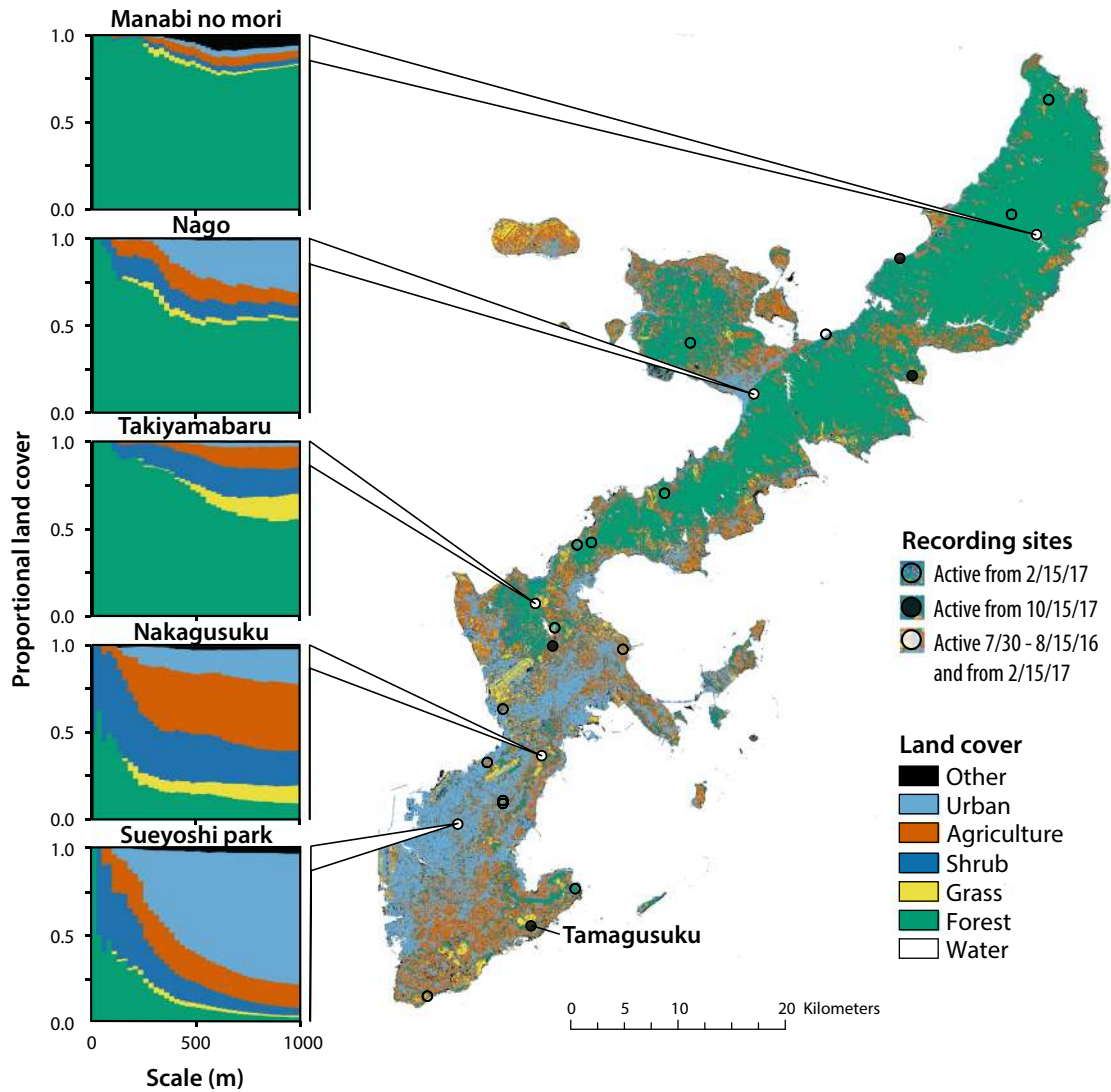 Manabi no mori
1.0
0.5
0.0
Nago
1.0
0.5
0.0
Takiyamabaru
1.0
0.5
0.0
Nakagusuku
1.0
0.5
0.0
Sueyoshi park
1.0
0.5
0.0
0 500 1000
Scale (m)
Proportional land cover
Tamagusuku
0 5 10 20 Kilometers
Recording sites
Active from 2/15/17
Active from 10/15/17
Active 7/30 - 8/15/16
and from 2/15/17
Land cover
Other
Urban
Agriculture
Shrub
Grass
Forest
Water